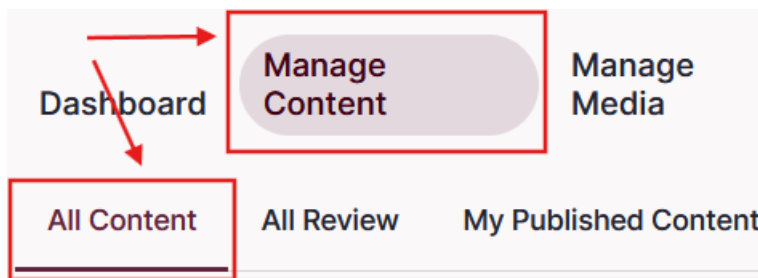 Dashboard
Manage
Content
Manage
Media
All Content
All Review
My Published Content